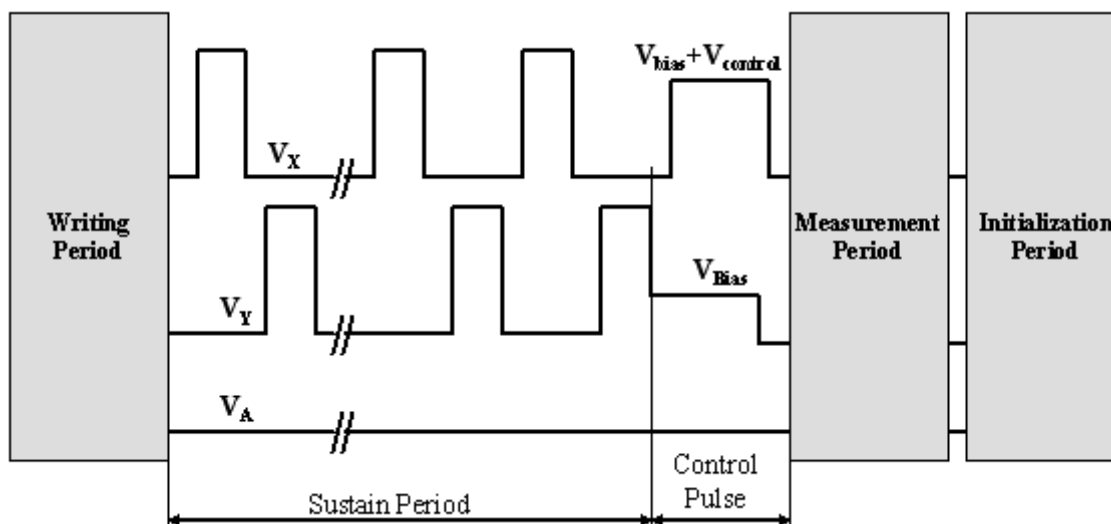 V_bias+V_control
V_X
Writing
Period
Measurement
Period
Initialization
Period
V_Bias
V_Y
V_A
Control
Pulse
Sustain Period